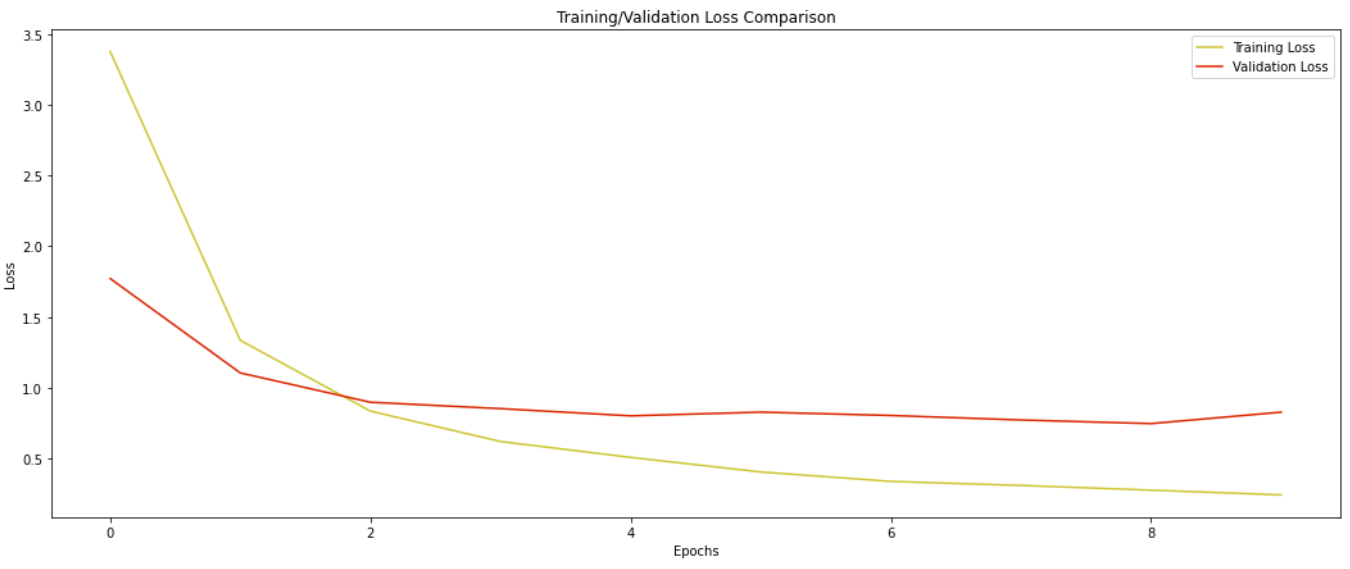 Training/Validation Loss Comparison
Training Loss
Validation Loss
3.5
3.0
2.5
2.0
1.5
1.0
0.5
Loss
0 2 4 6 8
Epochs